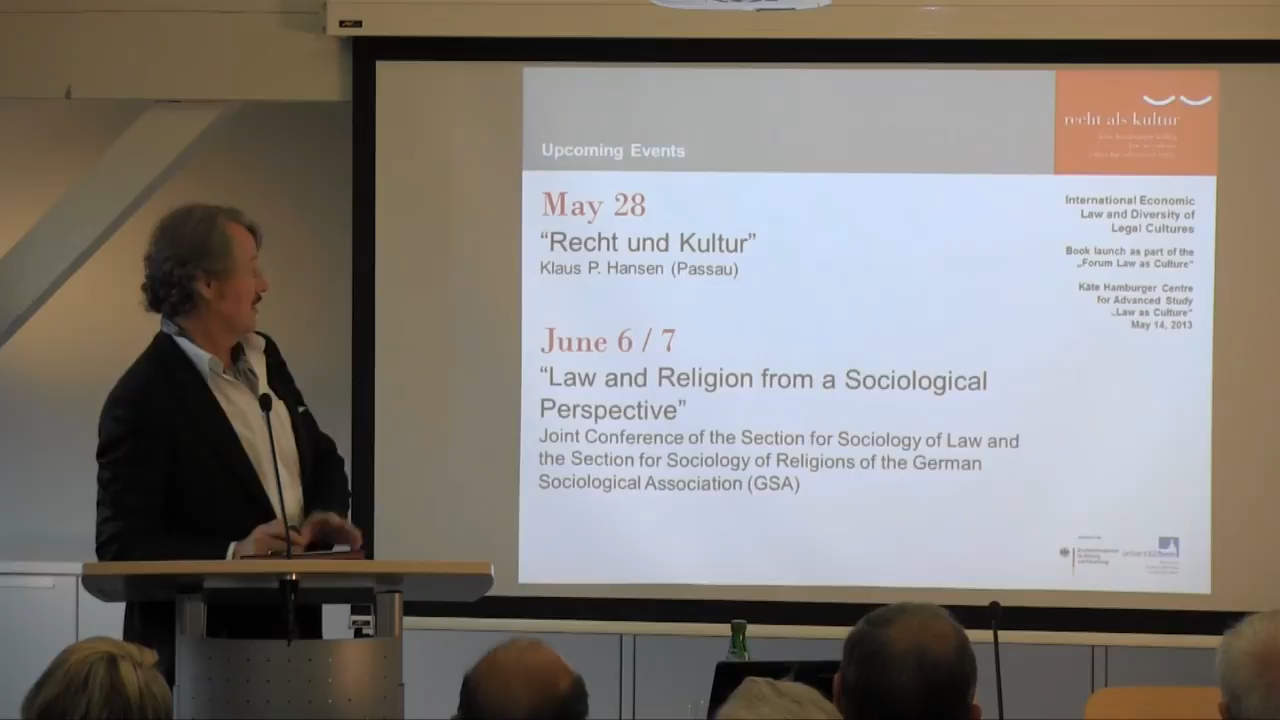 Upcoming Events
recht als kultur
May 28
“Recht und Kultur”
Klaus P. Hansen (Passau)
June 6 / 7
“Law and Religion from a Sociological
Perspective”
Joint Conference of the Section for Sociology of Law and
the Section for Sociology of Religions of the German
Sociological Association (GSA)
International Economic
Law and Diversity of
Legal Cultures
Book launch as part of the
„Forum Law as Culture“
Käte Hamburger Centre
for Advanced Study
„Law as Culture“
May 14, 2013